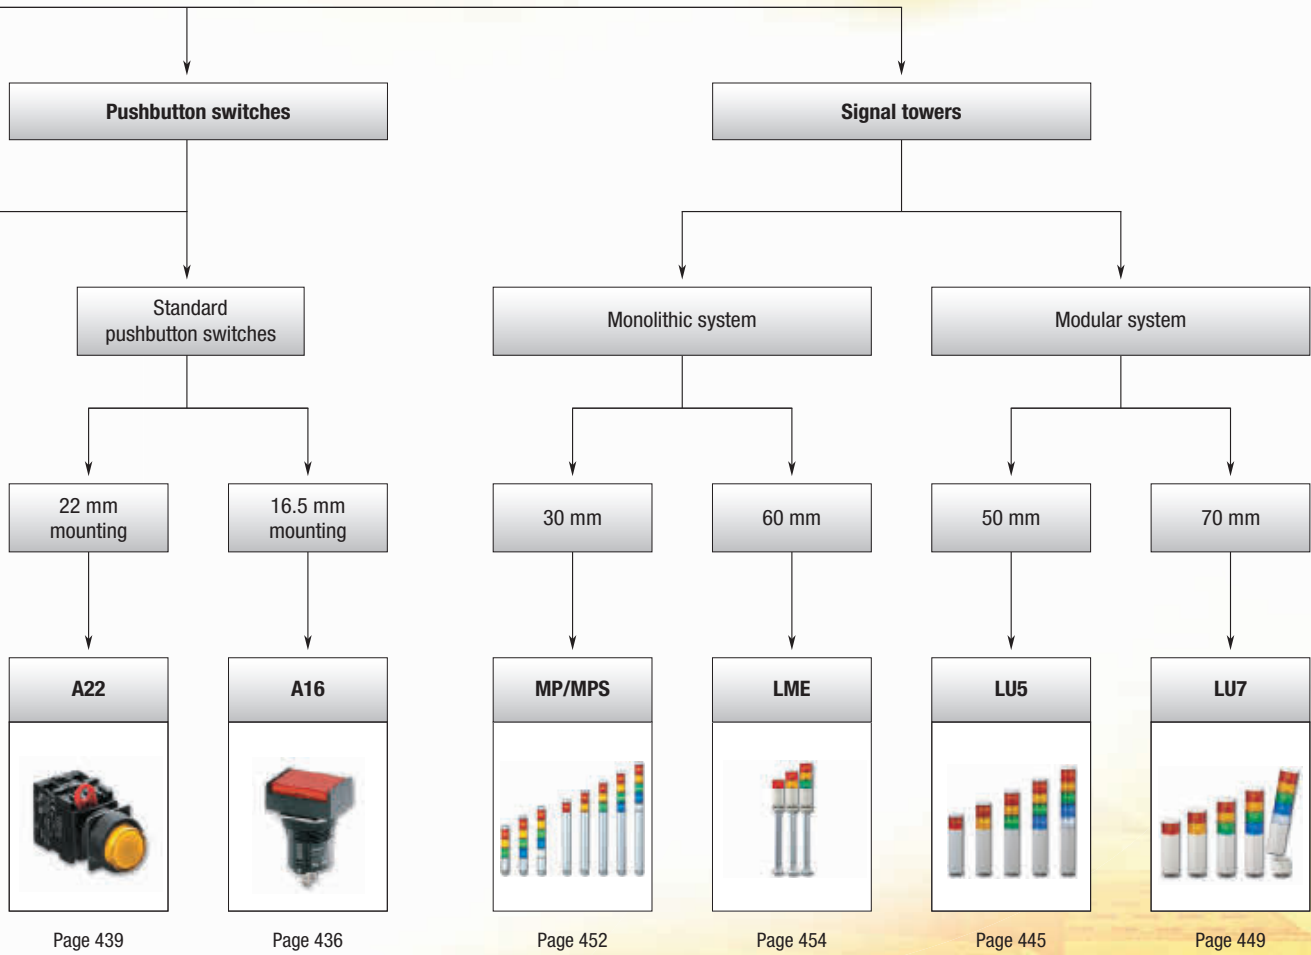 Pushbutton switches
Signal towers
Standard
pushbutton switches
Monolithic system
Modular system
22 mm
mounting
16.5 mm
mounting
30 mm
60 mm
50 mm
70 mm
A22
A16
MP/MPS
LME
LU5
LU7
Page 439
Page 436
Page 452
Page 454
Page 445
Page 449